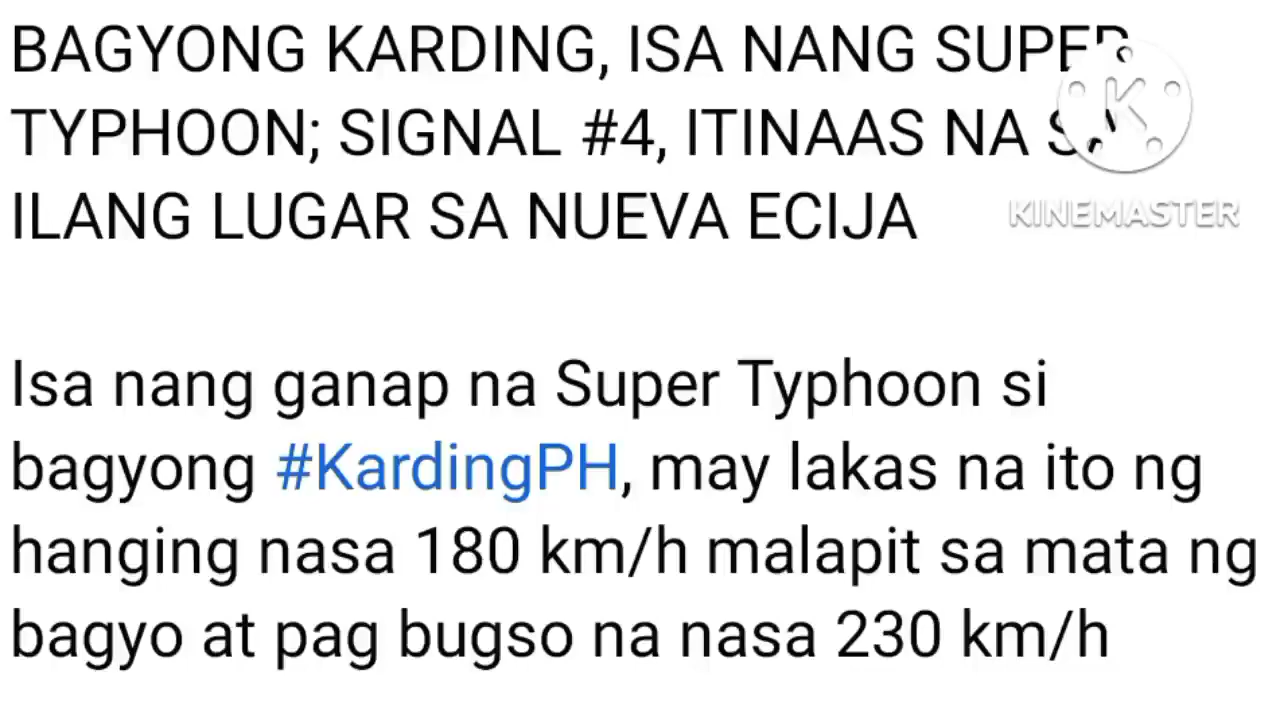 BAGYONG KARDING, ISA NANG SUPER
TYPHOON; SIGNAL #4, ITINAAS NA SA
ILANG LUGAR SA NUEVA ECIJA
KINEMASTER
Isa nang ganap na Super Typhoon si
bagyong #KardingPH, may lakas na ito ng
hanging nasa 180 km/h malapit sa mata ng
bagyo at pag bugso na nasa 230 km/h